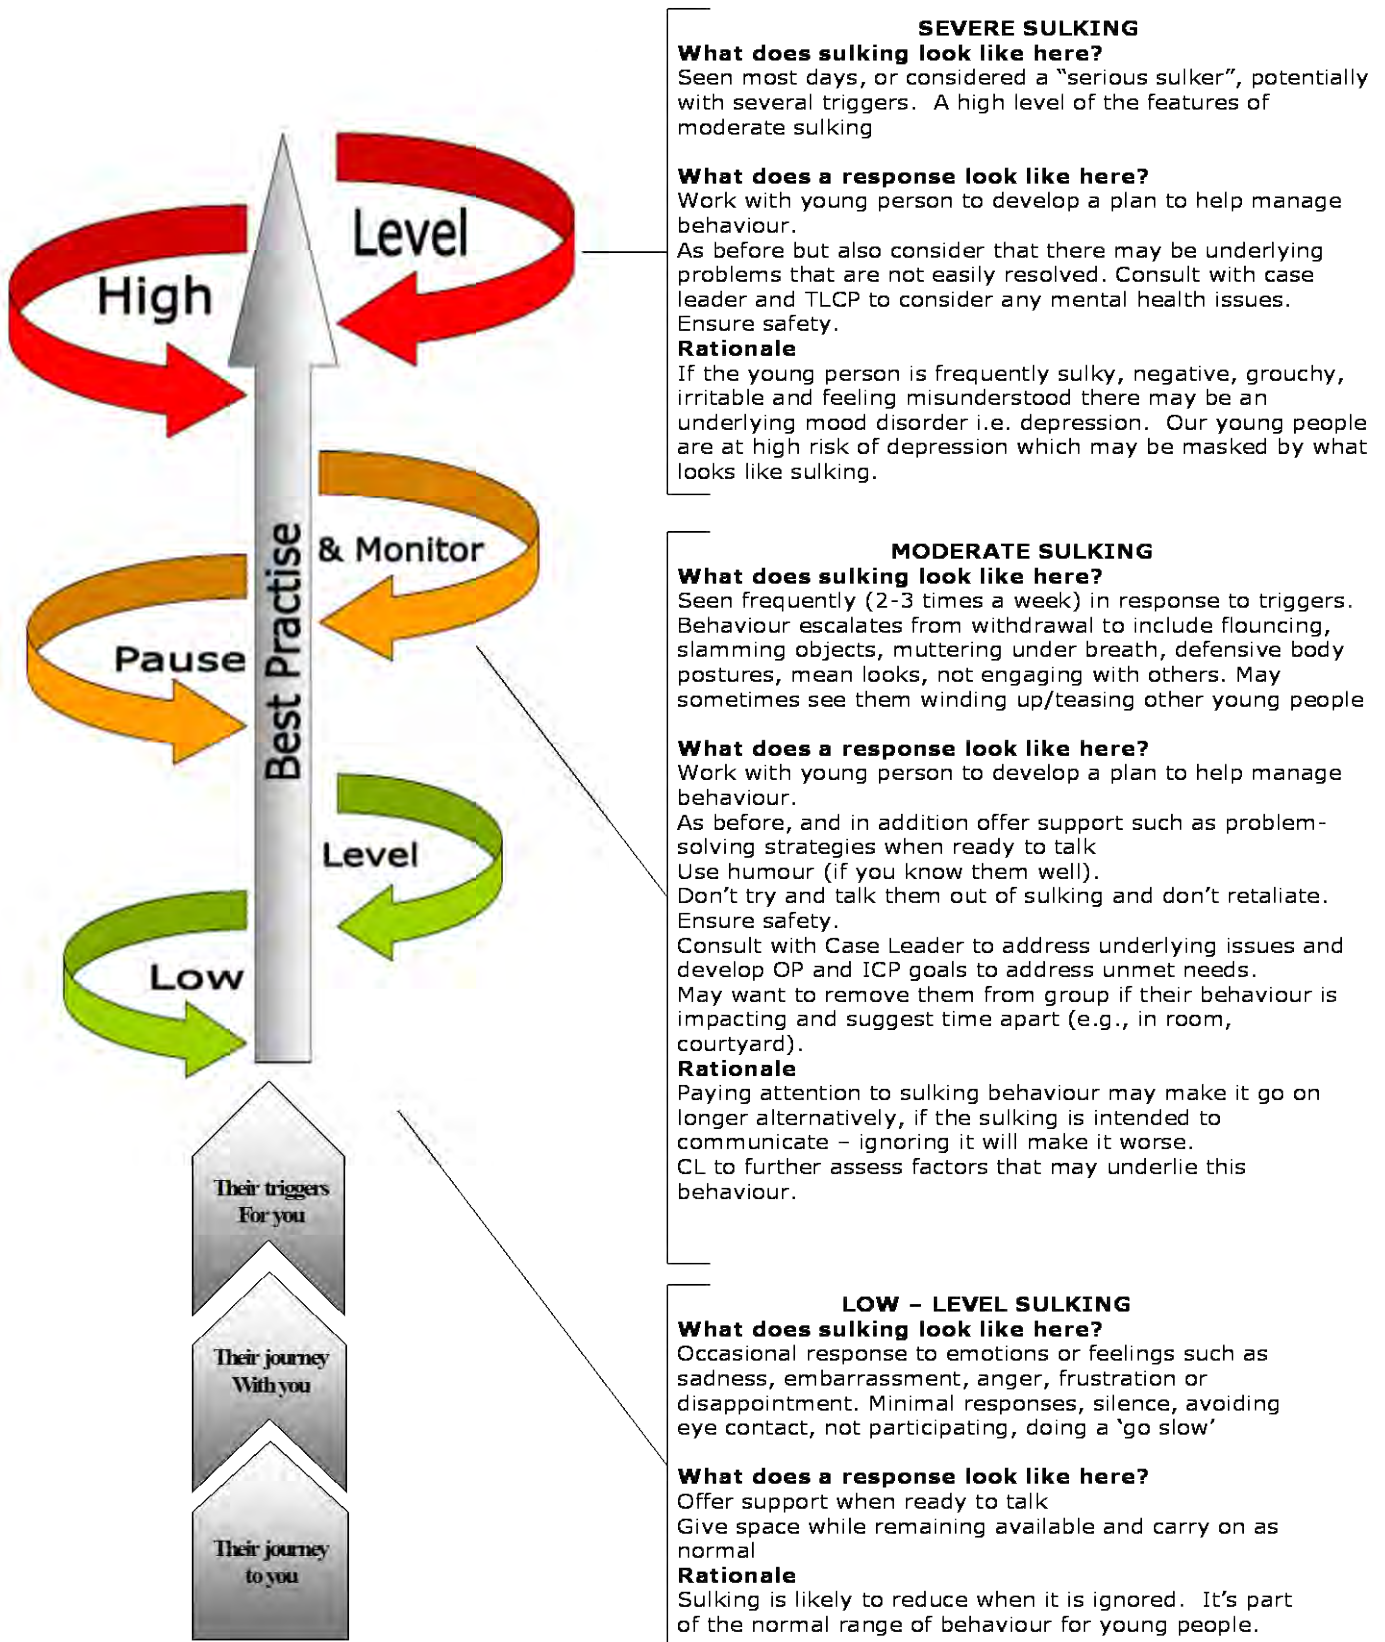 High
Level
Pause
& Monitor
Low
Level
Best Practise
Their triggers
For you
Their journey
With you
Their journey
to you
SEVERE SULKING
What does sulking look like here?
Seen most days, or considered a “serious sulker”, potentially
with several triggers.  A high level of the features of
moderate sulking
What does a response look like here?
Work with young person to develop a plan to help manage
behaviour.
As before but also consider that there may be underlying
problems that are not easily resolved. Consult with case
leader and TLCP to consider any mental health issues.
Ensure safety.
Rationale
If the young person is frequently sulky, negative, grouchy,
irritable and feeling misunderstood there may be an
underlying mood disorder i.e. depression.  Our young people
are at high risk of depression which may be masked by what
looks like sulking.
MODERATE SULKING
What does sulking look like here?
Seen frequently (2-3 times a week) in response to triggers.
Behaviour escalates from withdrawal to include flouncing,
slamming objects, muttering under breath, defensive body
postures, mean looks, not engaging with others. May
sometimes see them winding up/teasing other young people
What does a response look like here?
Work with young person to develop a plan to help manage
behaviour.
As before, and in addition offer support such as problem-
solving strategies when ready to talk
Use humour (if you know them well).
Don’t try and talk them out of sulking and don’t retaliate.
Ensure safety.
Consult with Case Leader to address underlying issues and
develop OP and ICP goals to address unmet needs.
May want to remove them from group if their behaviour is
impacting and suggest time apart (e.g., in room,
courtyard).
Rationale
Paying attention to sulking behaviour may make it go on
longer alternatively, if the sulking is intended to
communicate – ignoring it will make it worse.
CL to further assess factors that may underlie this
behaviour.
LOW – LEVEL SULKING
What does sulking look like here?
Occasional response to emotions or feelings such as
sadness, embarrassment, anger, frustration or
disappointment. Minimal responses, silence, avoiding
eye contact, not participating, doing a ‘go slow’
What does a response look like here?
Offer support when ready to talk
Give space while remaining available and carry on as
normal
Rationale
Sulking is likely to reduce when it is ignored.  It’s part
of the normal range of behaviour for young people.